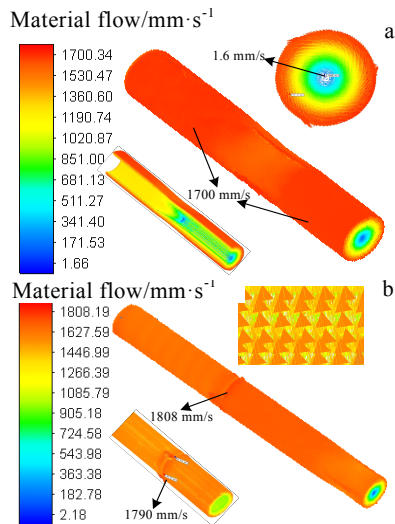 Material flow/mm·s⁻¹
a
1700.34
1530.47
1360.60
1190.74
1020.87
851.00
681.13
511.27
341.40
171.53
1.66
1.6 mm/s
1700 mm/s
Material flow/mm·s⁻¹
b
1808.19
1627.59
1446.99
1266.39
1085.79
905.18
724.58
543.98
363.38
182.78
2.18
1808 mm/s
1790 mm/s